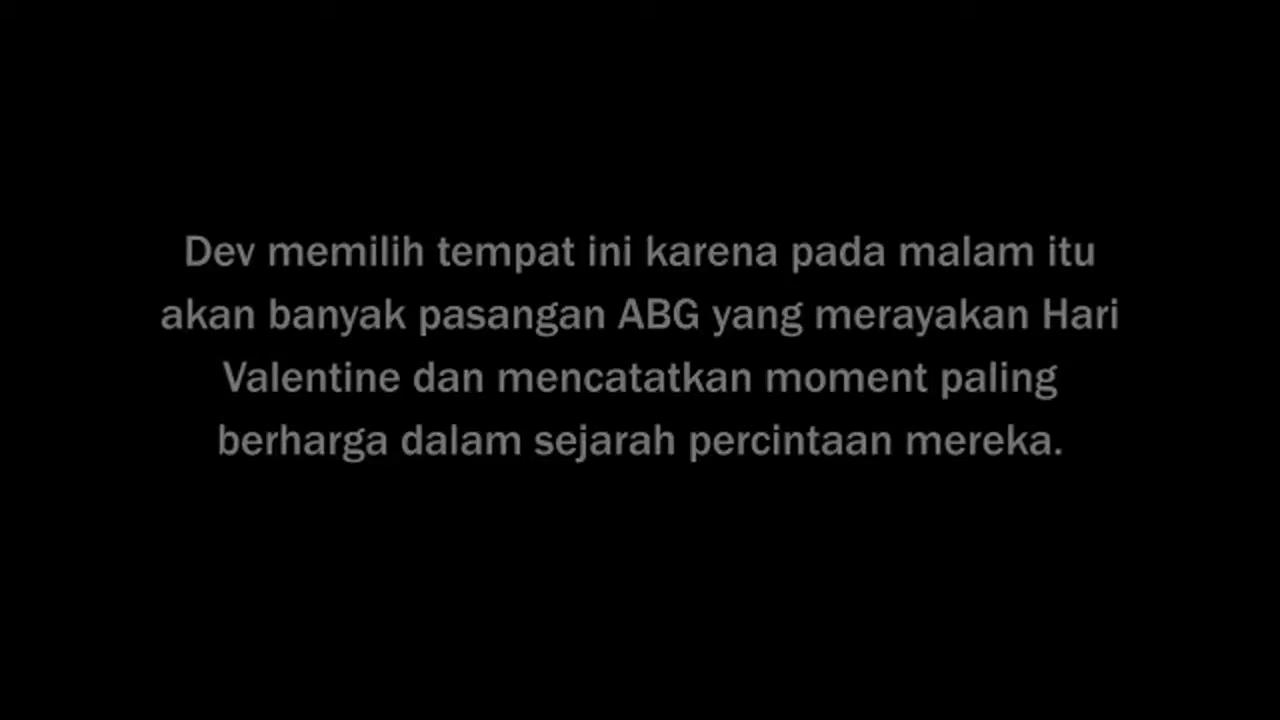 Dev memilih tempat ini karena pada malam itu
akan banyak pasangan ABG yang merayakan Hari
Valentine dan mencatatkan moment paling
berharga dalam sejarah percintaan mereka.